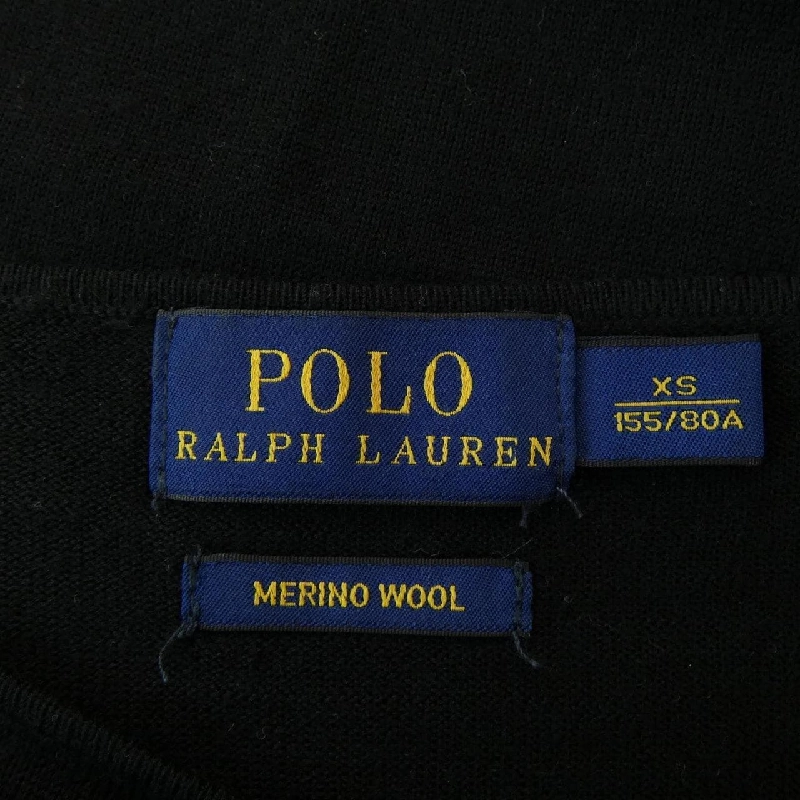 POLO
RALPH LAUREN
XS
155/80A
MERINO WOOL